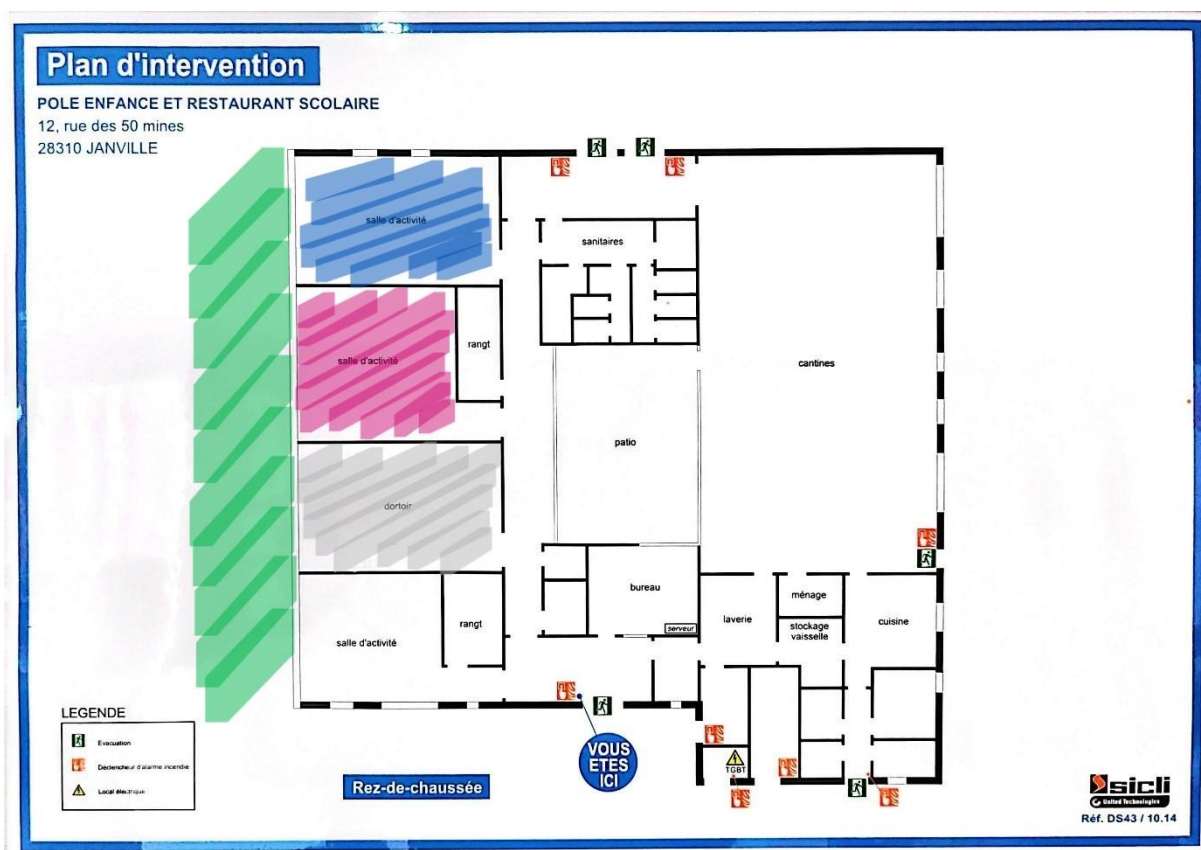 Plan d'intervention
POLE ENFANCE ET RESTAURANT SCOLAIRE
12, rue des 50 mines
28310 JANVILLE
salle d'activité
sanitaires
salle d'activité
rangt
cantines
patio
dortoir
bureau
serveur
laverie
ménage
stockage
vaisselle
cuisine
salle d'activité
rangt
LEGENDE
Evacuation
Déclencheur d'alarme incendie
Local électrique
VOUS
ETES
ICI
TGBT
Rez-de-chaussée
sicli
United Technologies
Réf. DS43 / 10.14